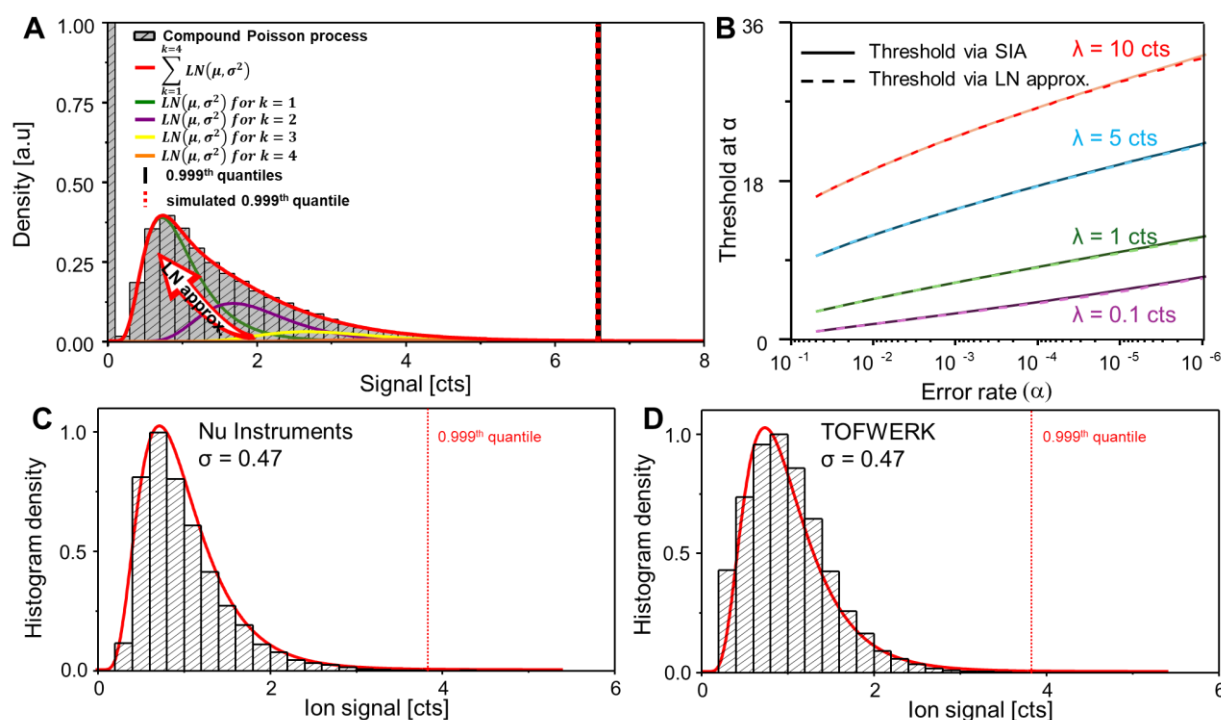 A
1.00
0.75
0.50
0.25
0.00
Density [a.u]
Compound Poisson process
k=4
∑ LN(μ, σ²)
k=1
LN(μ, σ²) for k = 1
LN(μ, σ²) for k = 2
LN(μ, σ²) for k = 3
LN(μ, σ²) for k = 4
0.999th quantiles
simulated 0.999th quantile
LN approx.
0 2 4 6 8
Signal [cts]
B
36
18
0
Threshold at α
Threshold via SIA
Threshold via LN approx.
λ = 10 cts
λ = 5 cts
λ = 1 cts
λ = 0.1 cts
10⁻¹ 10⁻² 10⁻³ 10⁻⁴ 10⁻⁵ 10⁻⁶
Error rate (α)
C
1.0
0.5
0.0
Histogram density
Nu Instruments
σ = 0.47
0.999th quantile
0 2 4 6
Ion signal [cts]
D
1.0
0.5
0.0
Histogram density
TOFWERK
σ = 0.47
0.999th quantile
0 2 4 6
Ion signal [cts]